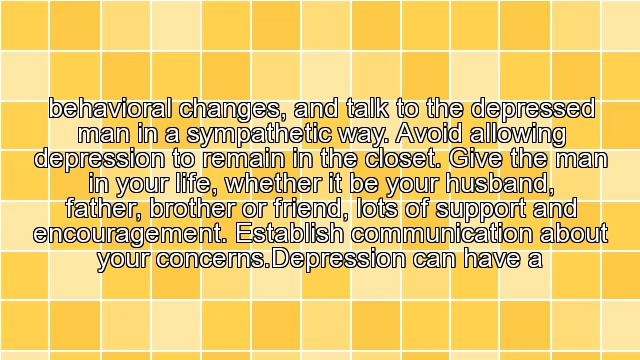 behavioral changes, and talk to the depressed
man in a sympathetic way. Avoid allowing
depression to remain in the closet. Give the man
in your life, whether it be your husband,
father, brother or friend, lots of support and
encouragement. Establish communication about
your concerns.Depression can have a